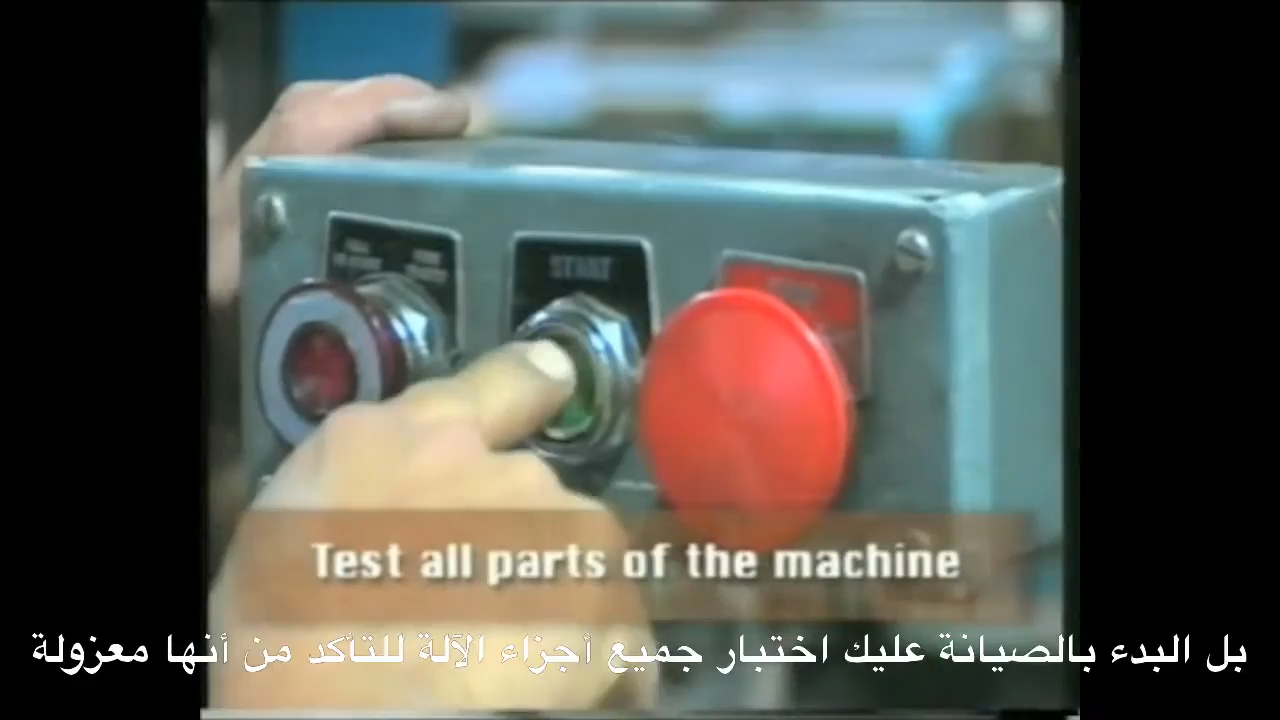 START
Test all parts of the machine
بل البدء بالصيانة عليك اختبار جميع أجزاء الآلة للتأكد من أنها معزولة